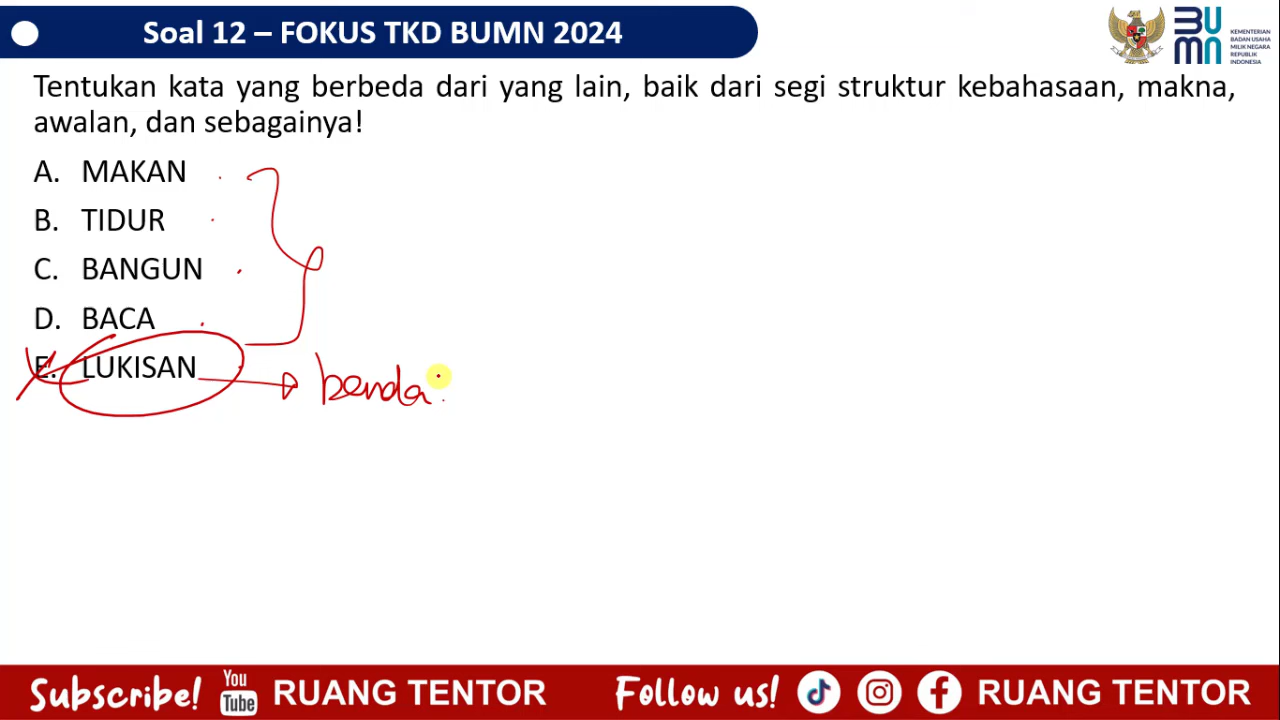 Soal 12 – FOKUS TKD BUMN 2024
BUMN
KEMENTERIAN
BADAN USAHA
MILIK NEGARA
REPUBLIK
INDONESIA
Tentukan kata yang berbeda dari yang lain, baik dari segi struktur kebahasaan, makna,
awalan, dan sebagainya!
A. MAKAN
B. TIDUR
C. BANGUN
D. BACA
E. LUKISAN
benda
Subscribe! You Tube RUANG TENTOR Follow us! RUANG TENTOR